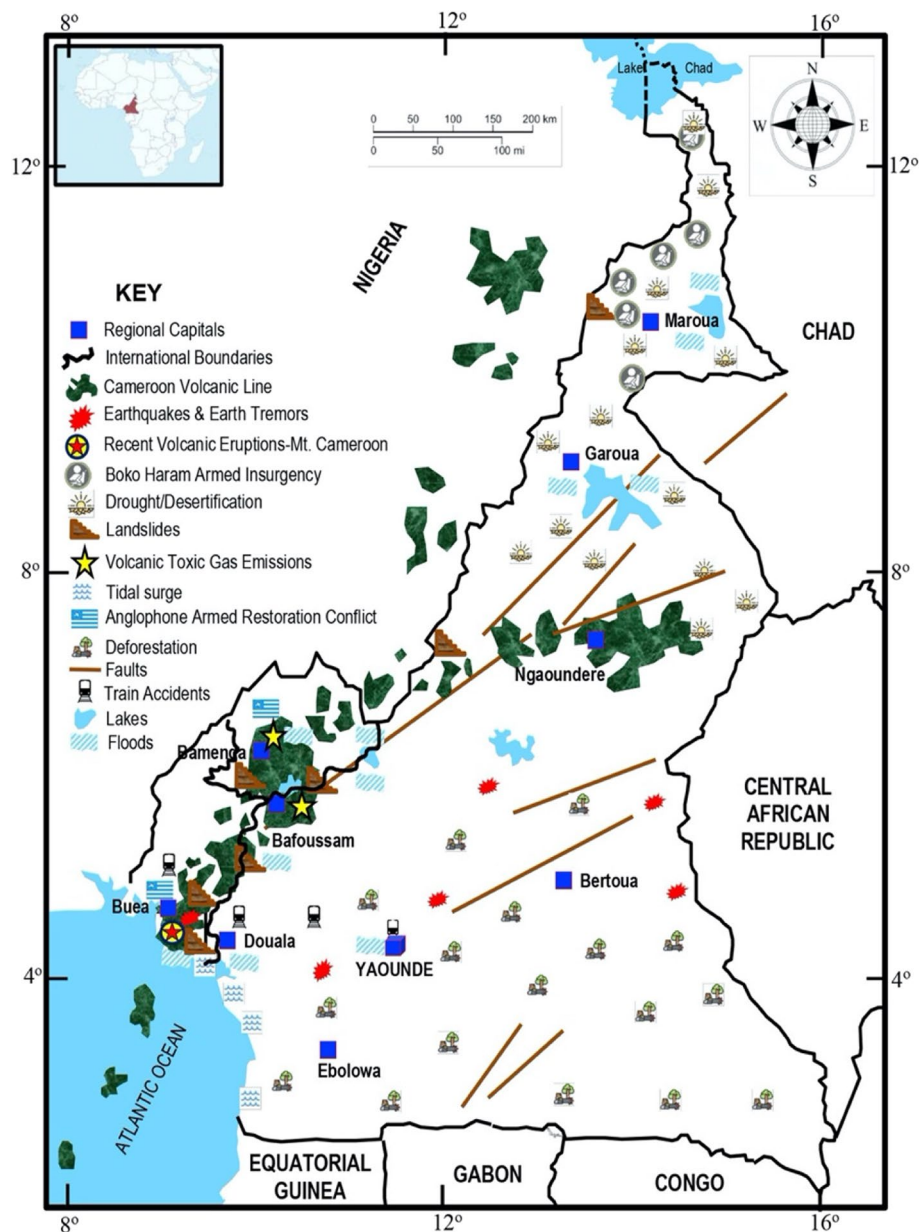 8º 12º 16º
Lake Chad
N
W E
S
0 50 100 150 200 km
0 50 100 mi
12º 12º
NIGERIA
KEY
Regional Capitals
International Boundaries
Cameroon Volcanic Line
Earthquakes & Earth Tremors
Recent Volcanic Eruptions-Mt. Cameroon
Boko Haram Armed Insurgency
Drought/Desertification
Landslides
Volcanic Toxic Gas Emissions
Tidal surge
Anglophone Armed Restoration Conflict
Deforestation
Faults
Train Accidents
Lakes
Floods
Maroua
CHAD
Garoua
8º 8º
Ngaoundere
Bamenda
Bafoussam
CENTRAL
AFRICAN
REPUBLIC
Bertoua
Buea
Douala
YAOUNDE
4º 4º
Ebolowa
ATLANTIC OCEAN
EQUATORIAL
GUINEA
GABON
CONGO
8º 12º 16º